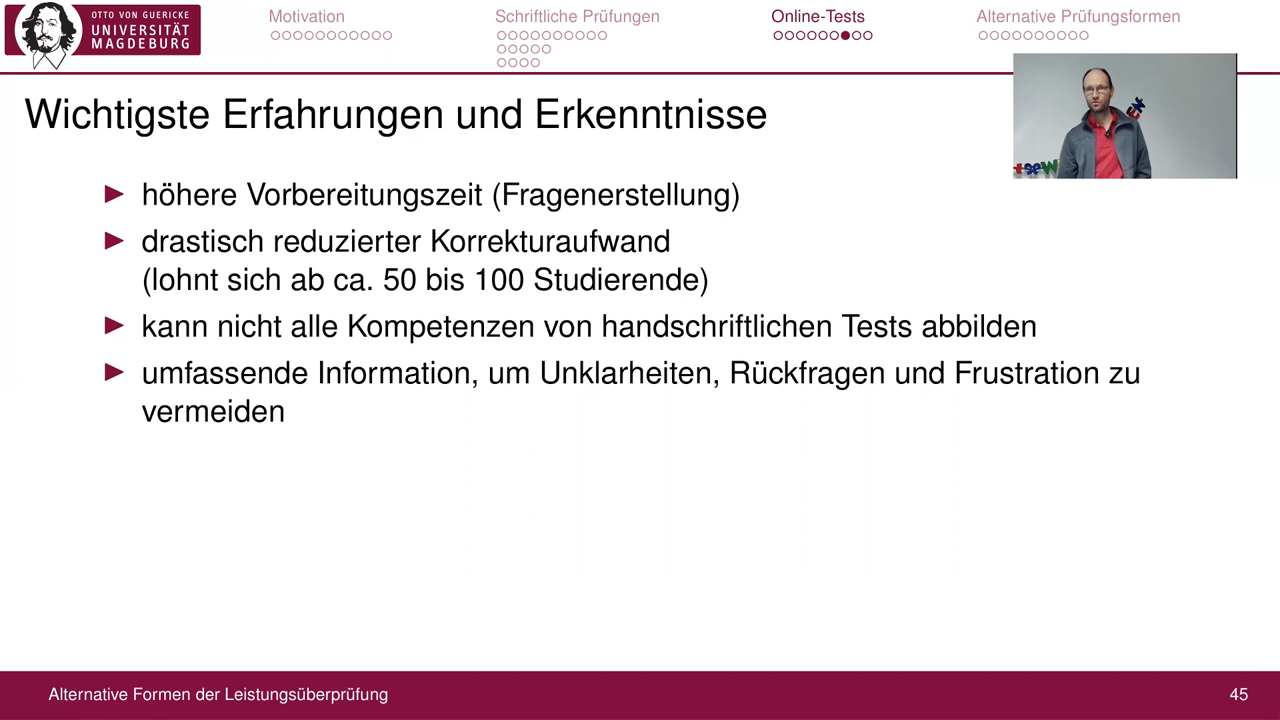 OTTO VON GUERICKE
UNIVERSITÄT
MAGDEBURG
Motivation
Schriftliche Prüfungen
Online-Tests
Alternative Prüfungsformen
Wichtigste Erfahrungen und Erkenntnisse
höhere Vorbereitungszeit (Fragenerstellung)
drastisch reduzierter Korrekturaufwand
(lohnt sich ab ca. 50 bis 100 Studierende)
kann nicht alle Kompetenzen von handschriftlichen Tests abbilden
umfassende Information, um Unklarheiten, Rückfragen und Frustration zu
vermeiden
Alternative Formen der Leistungsüberprüfung
45